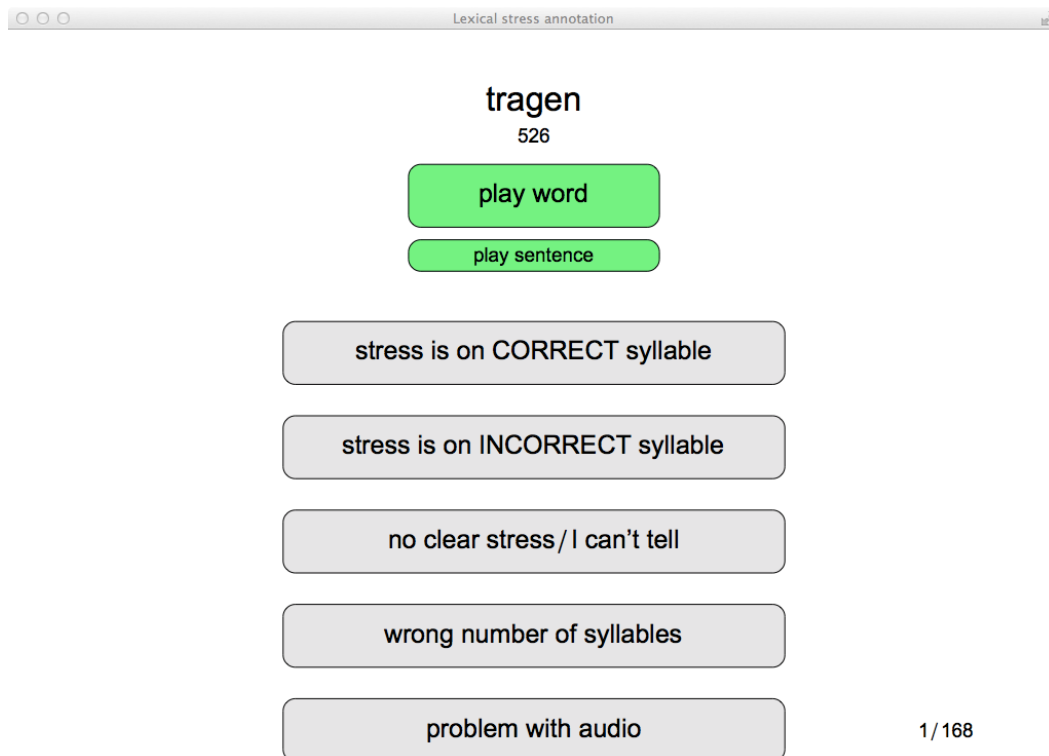 Lexical stress annotation
tragen
526
play word
play sentence
stress is on CORRECT syllable
stress is on INCORRECT syllable
no clear stress / I can't tell
wrong number of syllables
problem with audio
1 / 168